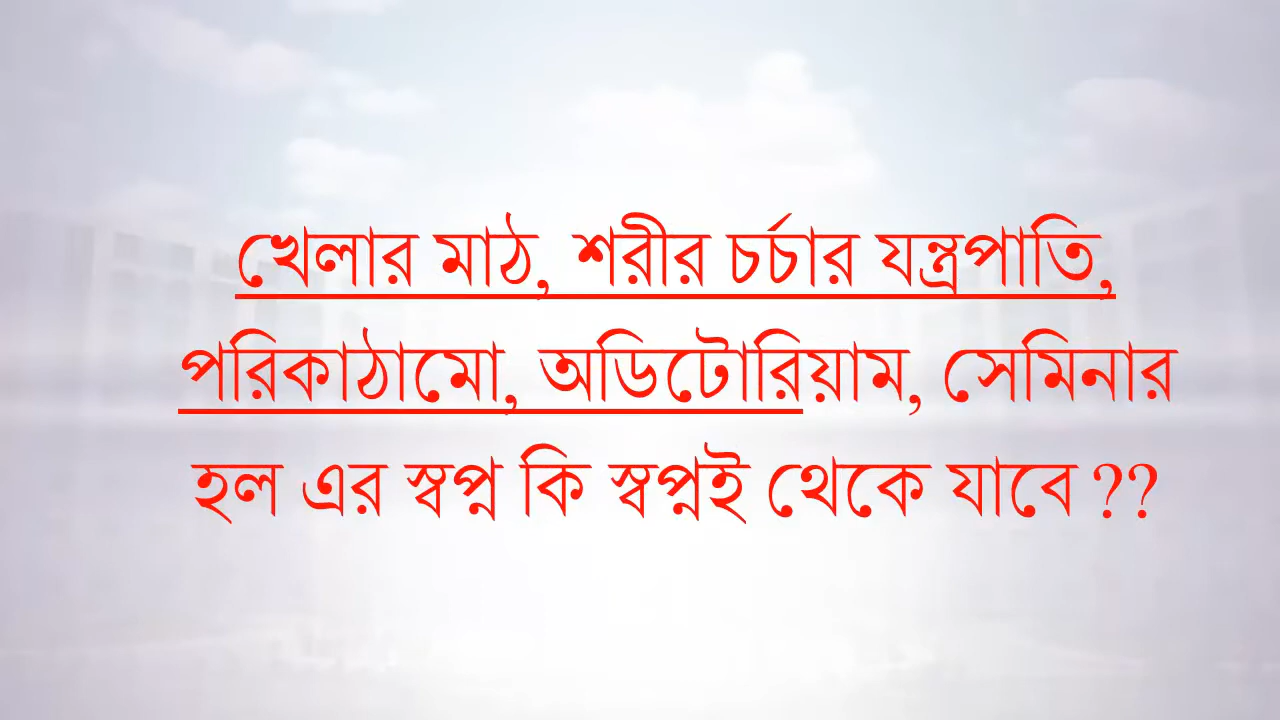 খেলার মাঠ, শরীর চর্চার যন্ত্রপাতি,
পরিকাঠামো, অডিটোরিয়াম, সেমিনার
হল এর স্বপ্ন কি স্বপ্নই থেকে যাবে ??